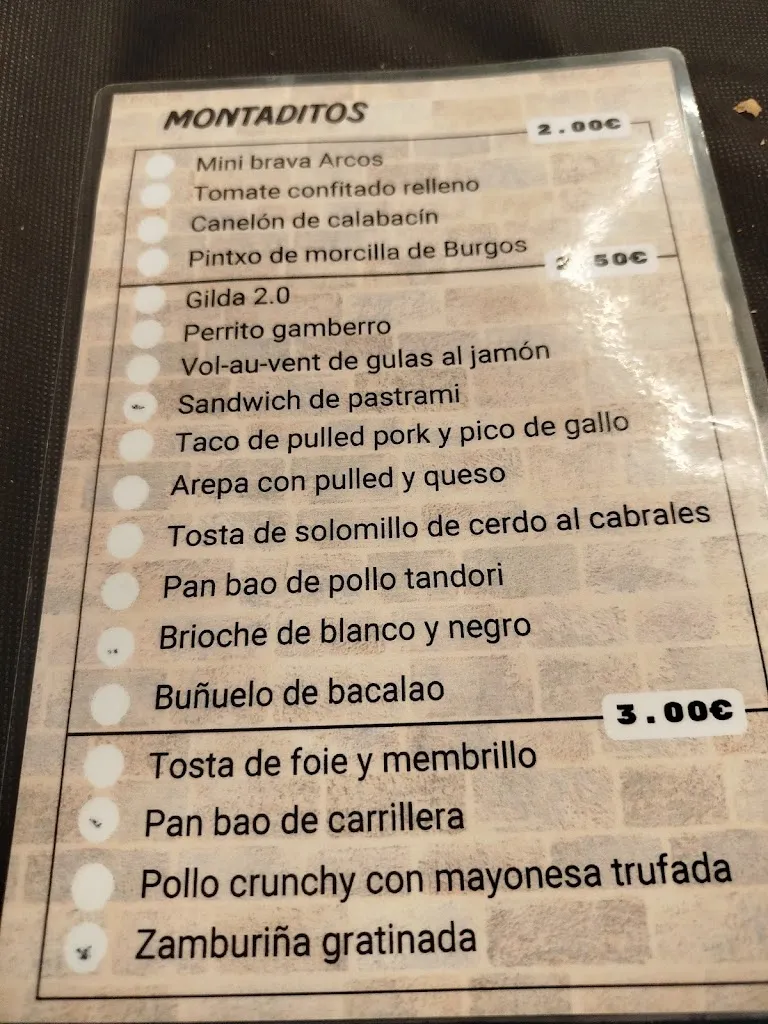 MONTADITOS
2.00€
Mini brava Arcos
Tomate confitado relleno
Canelón de calabacín
Pintxo de morcilla de Burgos
2.50€
Gilda 2.0
Perrito gamberro
Vol-au-vent de gulas al jamón
Sandwich de pastrami
Taco de pulled pork y pico de gallo
Arepa con pulled y queso
Tosta de solomillo de cerdo al cabrales
Pan bao de pollo tandori
Brioche de blanco y negro
Buñuelo de bacalao
3.00€
Tosta de foie y membrillo
Pan bao de carrillera
Pollo crunchy con mayonesa trufada
Zamburiña gratinada